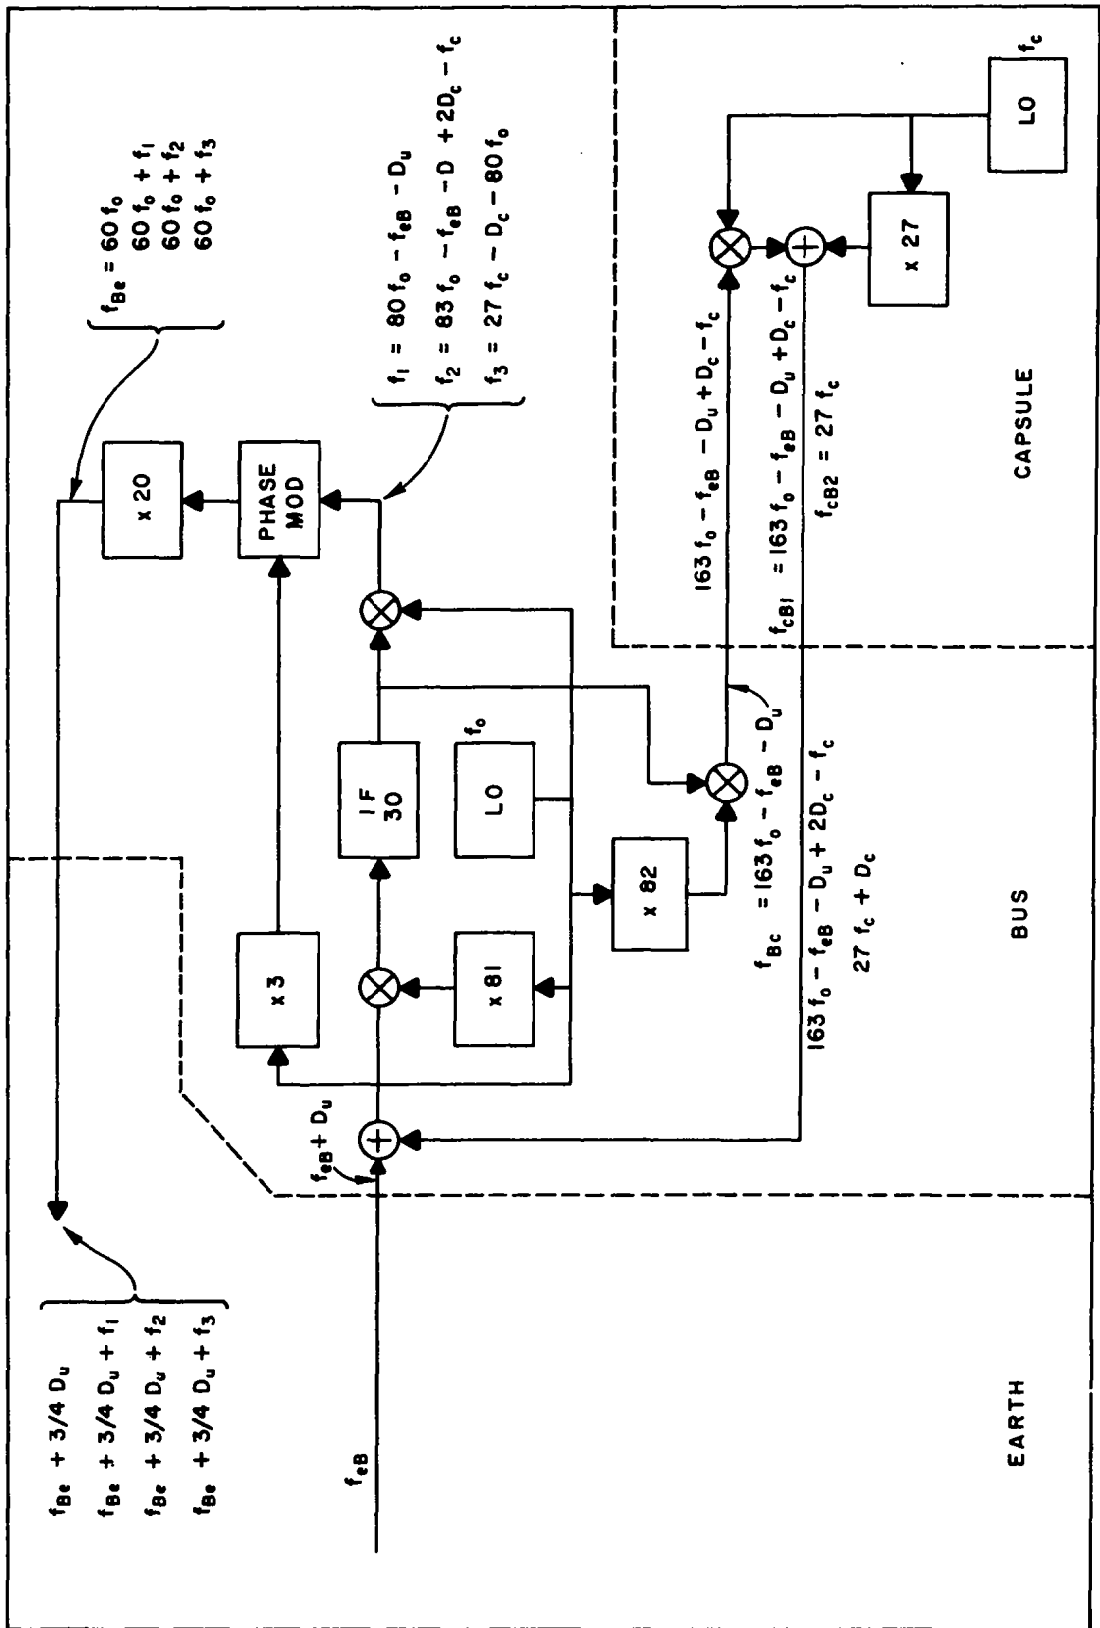 f_Be + 3/4 D_u
f_Be + 3/4 D_u + f_1
f_Be + 3/4 D_u + f_2
f_Be + 3/4 D_u + f_3
f_Be = 60 f_o
60 f_o + f_1
60 f_o + f_2
60 f_o + f_3
x 20
x 3
PHASE
MOD
f_1 = 80 f_o - f_eB - D_u
f_2 = 83 f_o - f_eB - D + 2D_c - f_c
f_3 = 27 f_c - D_c - 80 f_o
f_eB
f_eB + D_u
IF
30
x 81
LO
f_o
x 82
f_Bc = 163 f_o - f_eB - D_u
163 f_o - f_eB - D_u + D_c - f_c
163 f_o - f_eB - D_u + 2D_c - f_c
27 f_c + D_c
f_cB1 = 163 f_o - f_eB - D_u + D_c - f_c
f_cB2 = 27 f_c
x 27
LO
f_c
EARTH
BUS
CAPSULE